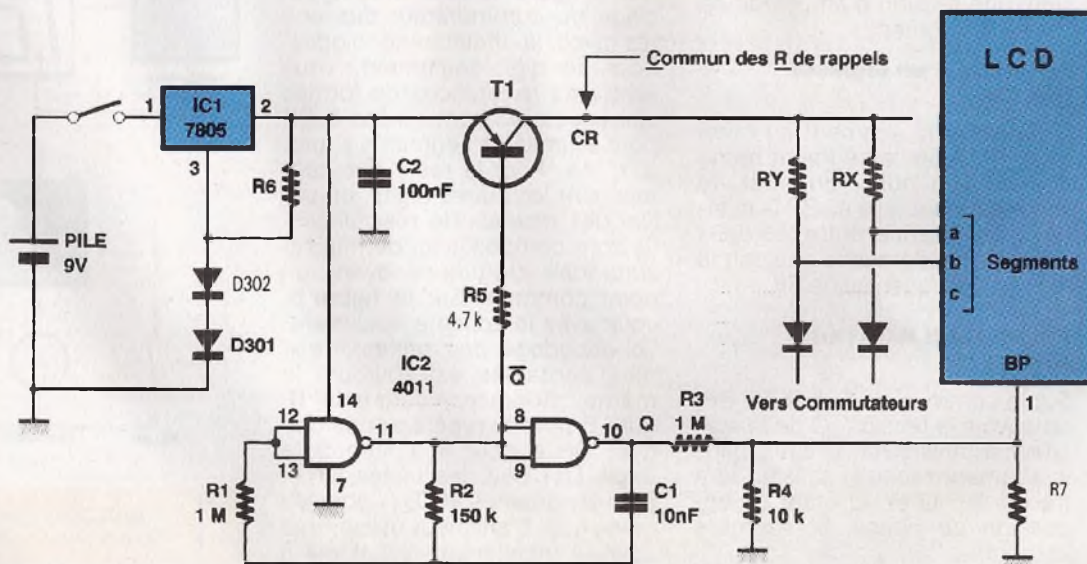 LCD
Commun des R de rappels
T1
IC1
7805
1
2
3
CR
R6
C2
100nF
RY
RX
PILE
9V
a
b
c
Segments
D302
R5
4,7 k
D301
IC2
4011
Q
BP
Vers Commutateurs
1
14
12
11
13
7
8
10
9
Q
R3
1 M
R1
1 M
R2
150 k
C1
10nF
R4
10 k
R7